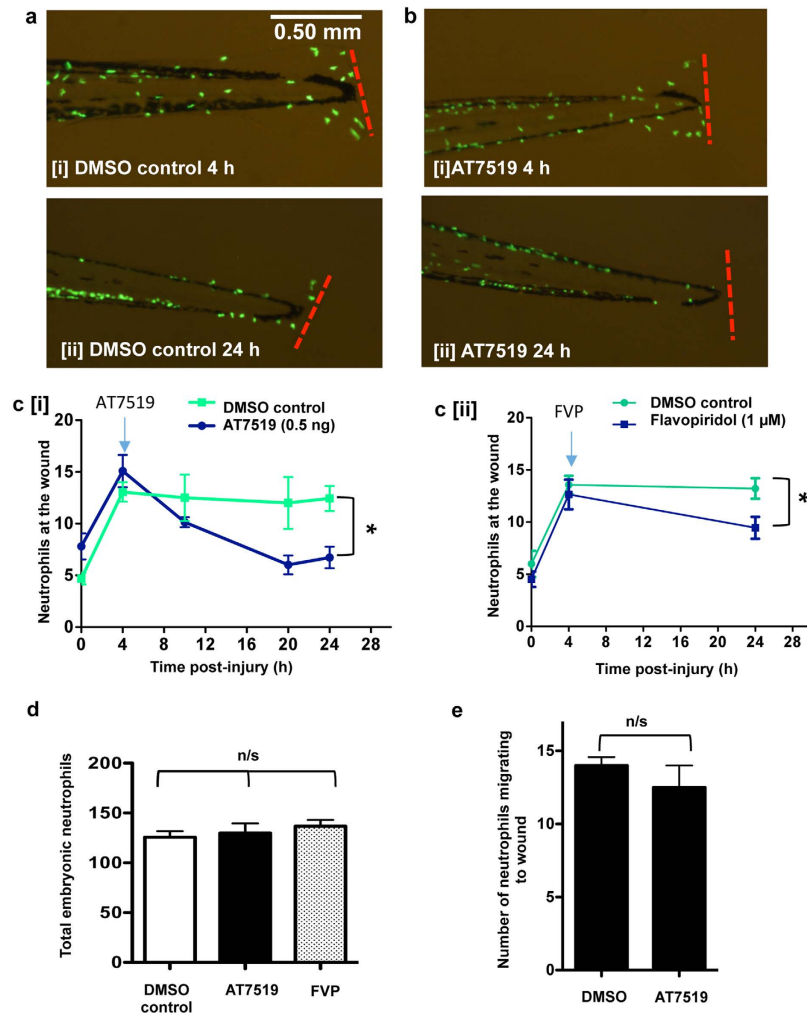 a
b
0.50 mm
[i] DMSO control 4 h
[i]AT7519 4 h
[ii] DMSO control 24 h
[ii] AT7519 24 h
c [i]
AT7519
DMSO control
AT7519 (0.5 ng)
Neutrophils at the wound
20
15
10
5
0
*
0 4 8 12 16 20 24 28
Time post-injury (h)
c [ii]
FVP
DMSO control
Flavopiridol (1 µM)
Neutrophils at the wound
20
15
10
5
0
*
0 4 8 12 16 20 24 28
Time post-injury (h)
d
n/s
Total embryonic neutrophils
200
150
100
50
0
DMSO control
AT7519
FVP
e
n/s
Number of neutrophils migrating
to wound
15
10
5
0
DMSO
AT7519